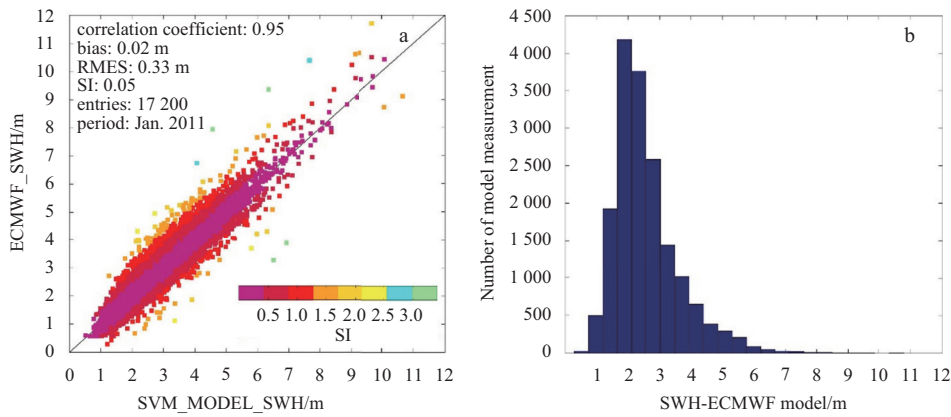 correlation coefficient: 0.95
bias: 0.02 m
RMES: 0.33 m
SI: 0.05
entries: 17 200
period: Jan. 2011
a
12
11
10
9
8
7
6
5
4
3
2
1
0
ECMWF_SWH/m
0.5 1.0 1.5 2.0 2.5 3.0
SI
0 1 2 3 4 5 6 7 8 9 10 11 12
SVM_MODEL_SWH/m
b
4 500
4 000
3 500
3 000
2 500
2 000
1 500
1 000
500
0
Number of model measurement
1 2 3 4 5 6 7 8 9 10 11 12
SWH-ECMWF model/m